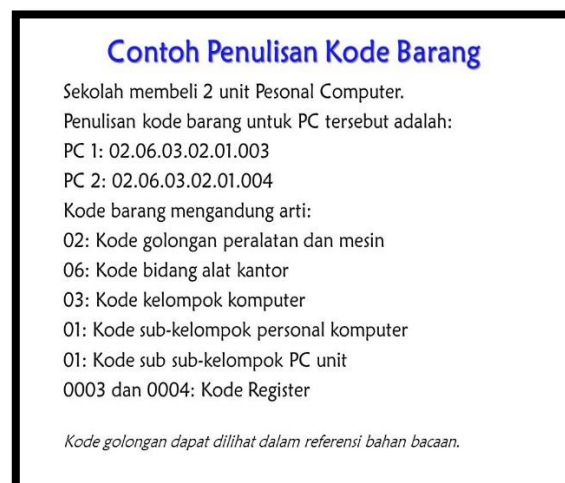 Contoh Penulisan Kode Barang
Sekolah membeli 2 unit Pesonal Computer.
Penulisan kode barang untuk PC tersebut adalah:
PC 1: 02.06.03.02.01.003
PC 2: 02.06.03.02.01.004
Kode barang mengandung arti:
02: Kode golongan peralatan dan mesin
06: Kode bidang alat kantor
03: Kode kelompok komputer
01: Kode sub-kelompok personal komputer
01: Kode sub sub-kelompok PC unit
0003 dan 0004: Kode Register
Kode golongan dapat dilihat dalam referensi bahan bacaan.